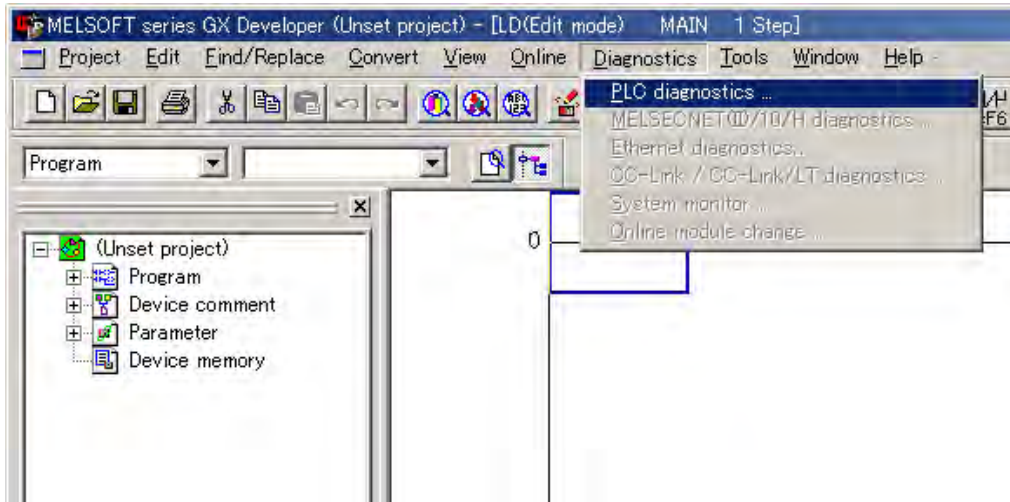 MELSOFT series GX Developer (Unset project) - [LD(Edit mode) MAIN 1 Step]
Project Edit Find/Replace Convert View Online Diagnostics Tools Window Help
PLC diagnostics ...
MELSECNET(II)/10/H diagnostics ...
Ethernet diagnostics..
CC-Link / CC-Link/LT diagnostics ...
System monitor ...
Online module change ...
F6
Program
0
(Unset project)
Program
Device comment
Parameter
Device memory